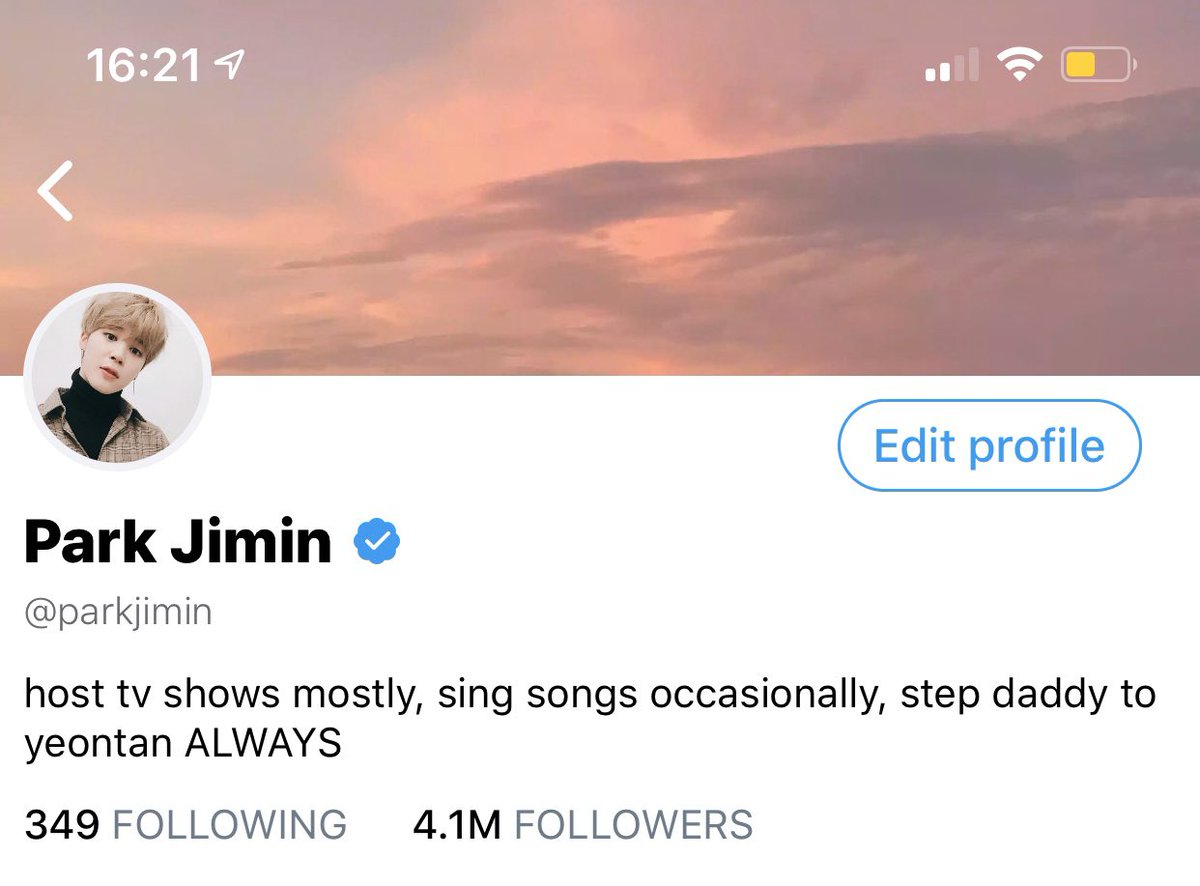 16:21
Edit profile
Park Jimin
@parkjimin
host tv shows mostly, sing songs occasionally, step daddy to
yeontan ALWAYS
349 FOLLOWING 4.1M FOLLOWERS